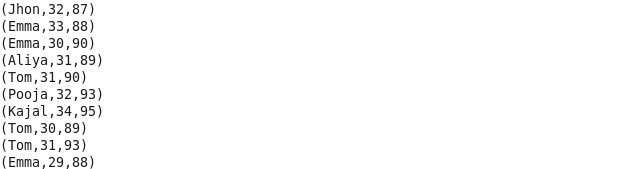 (Jhon,32,87)
(Emma,33,88)
(Emma,30,90)
(Aliya,31,89)
(Tom,31,90)
(Pooja,32,93)
(Kajal,34,95)
(Tom,30,89)
(Tom,31,93)
(Emma,29,88)